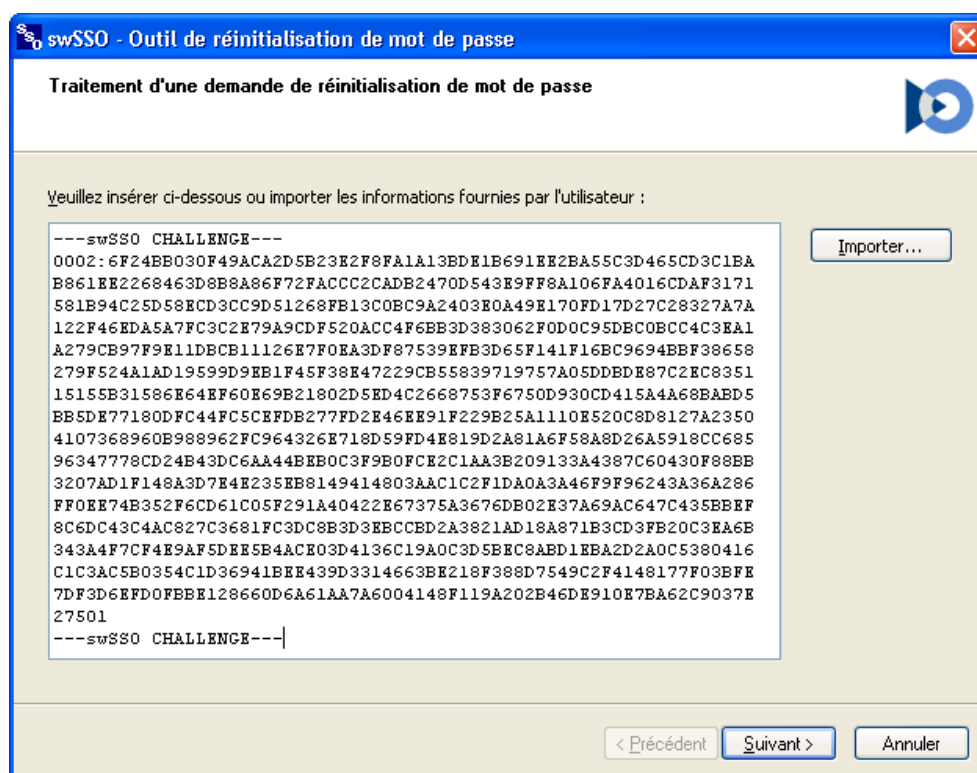 swSSO - Outil de réinitialisation de mot de passe
Traitement d'une demande de réinitialisation de mot de passe
Veuillez insérer ci-dessous ou importer les informations fournies par l'utilisateur :
---swSSO CHALLENGE---
0002:6F24BB030F49ACA2D5B23E2F8FA1A13BDE1B691EE2BA55C3D465CD3C1BA
B861EE2268463D8B8A86F72FACCC2CADB2470D543E9FF8A106FA4016CDAF3171
581B94C25D58ECD3CC9D51268FB13C0BC9A2403E0A49E170FD17D27C28327A7A
122F46EDA5A7FC3C2E79A9CDF520ACC4F6BB3D383062F0D0C95DBC0BCC4C3EA1
A279CB97F9E11DBCB11126E7F0EA3DF87539EFB3D65F141F16BC9694BBF38658
279F524A1AD19599D9EB1F45F38E47229CB55839719757A05DDBDE87C2EC8351
15155B31586E64EF60E69B21802D5ED4C2668753F6750D930CD415A4A68BABD5
BB5DE77180DFC44FC5CEFDB277FD2E46EE91F229B25A1110E520C8D8127A2350
4107368960B988962FC964326E718D59FD4E819D2A81A6F58A8D26A5918CC685
96347778CD24B43DC6AA44BEB0C3F9B0FCE2C1AA3B209133A4387C60430F88BB
3207AD1F148A3D7E4E235EB8149414803AAC1C2F1DA0A3A46F9F96243A36A286
FF0EE74B352F6CD61C05F291A40422E67375A3676DB02E37A69AC647C435BBEF
8C6DC43C4AC827C3681FC3DC8B3D3EBCCBD2A3821AD18A871B3CD3FB20C3EA6B
343A4F7CF4E9AF5DEE5B4ACE03D4136C19A0C3D5BEC8ABD1EBA2D2A0C5380416
C1C3AC5B0354C1D36941BEE439D3314663BE218F388D7549C2F4148177F03BFE
7DF3D6EFD0FBBE128660D6A61AA7A6004148F119A202B46DE910E7BA62C9037E
27501
---swSSO CHALLENGE---
Importer...
< Précédent
Suivant >
Annuler